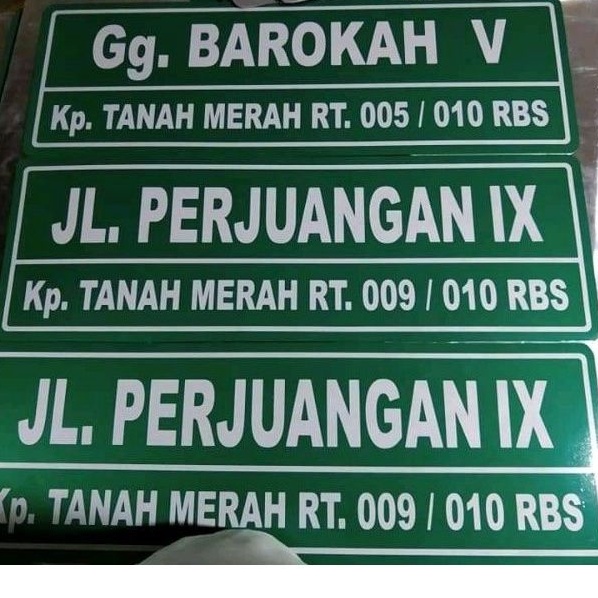 Gg. BAROKAH V
Kp. TANAH MERAH RT. 005 / 010 RBS
JL. PERJUANGAN IX
Kp. TANAH MERAH RT. 009 / 010 RBS
JL. PERJUANGAN IX
Kp. TANAH MERAH RT. 009 / 010 RBS